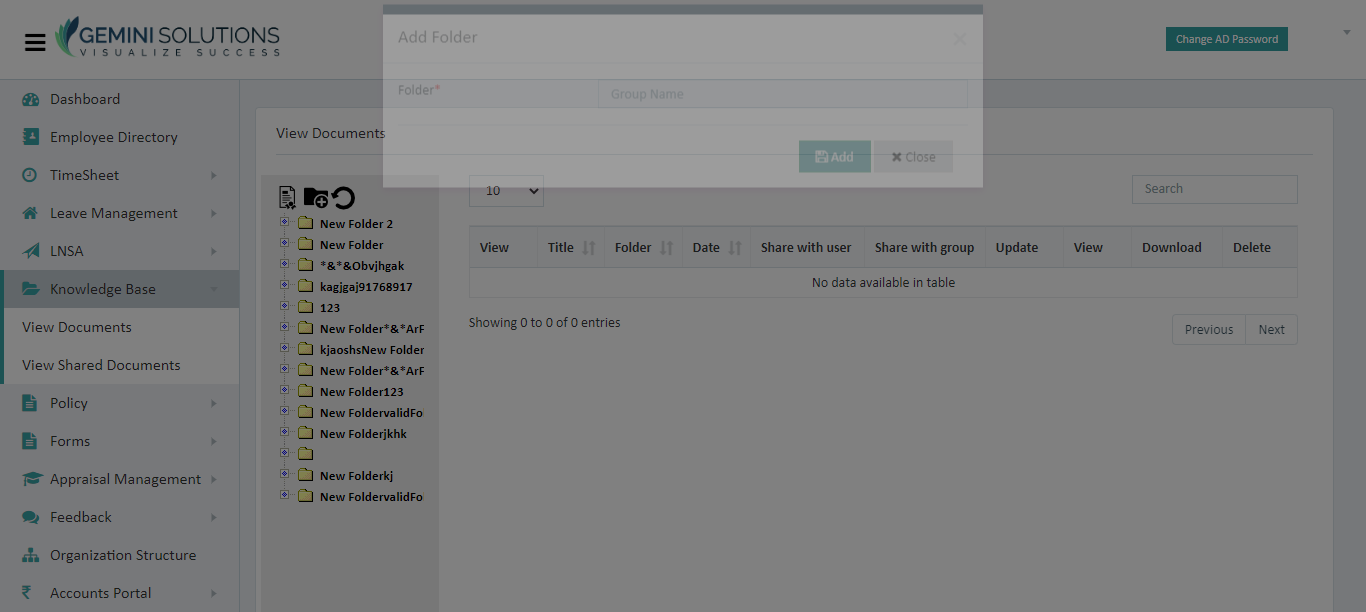 GEMINI SOLUTIONS
VISUALIZE SUCCESS
Add Folder
×
Change AD Password
Folder*
Group Name
Add
Close
Dashboard
Employee Directory
TimeSheet
Leave Management
LNSA
Knowledge Base
View Documents
View Shared Documents
Policy
Forms
Appraisal Management
Feedback
Organization Structure
Accounts Portal
View Documents
New Folder 2
New Folder
*&*&Obvjhgak
kagjgaj91768917
123
New Folder*&*ArF
kjaoshsNew Folder
New Folder*&*ArF
New Folder123
New FoldervalidFo
New Folderjkhk
New Folderkj
New FoldervalidFo
10
Search
View Title Folder Date Share with user Share with group Update View Download Delete
No data available in table
Showing 0 to 0 of 0 entries
Previous Next